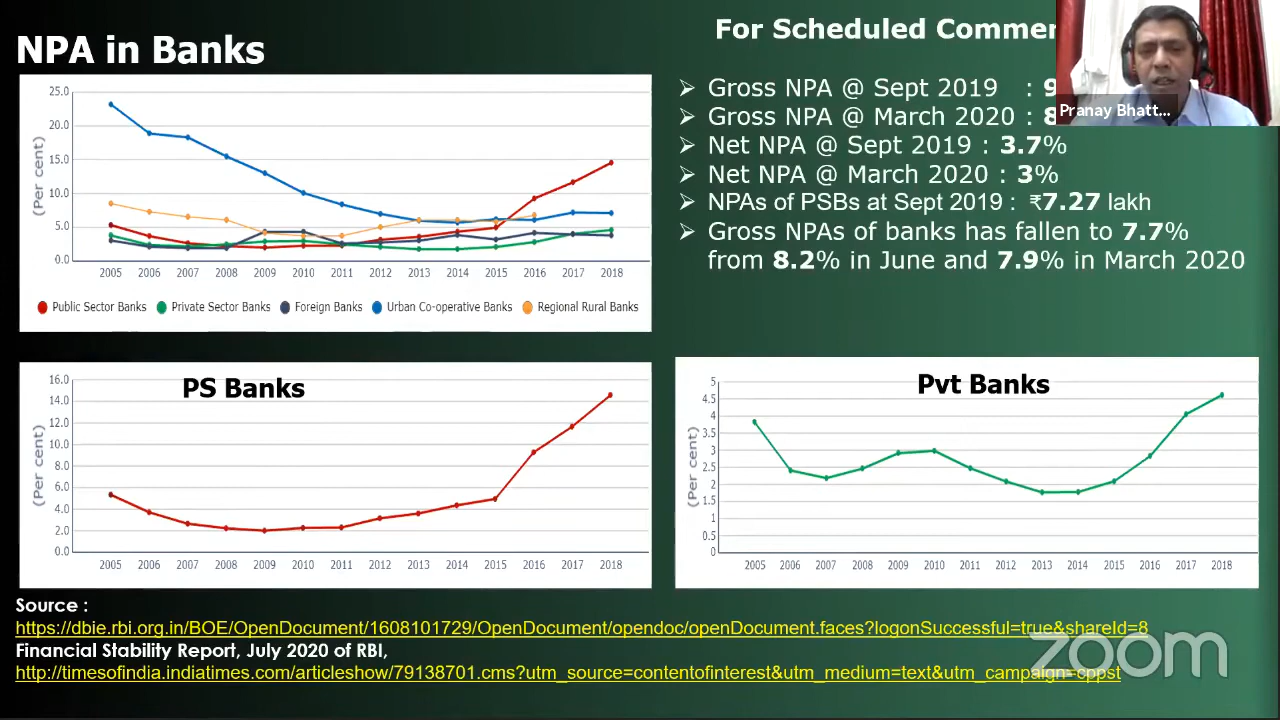 NPA in Banks
25.0
20.0
15.0
10.0
5.0
0.0
(Per cent)
2005 2006 2007 2008 2009 2010 2011 2012 2013 2014 2015 2016 2017 2018
Public Sector Banks Private Sector Banks Foreign Banks Urban Co-operative Banks Regional Rural Banks
For Scheduled Commer
➢ Gross NPA @ Sept 2019 : 9
➢ Gross NPA @ March 2020 : 8
➢ Net NPA @ Sept 2019 : 3.7%
➢ Net NPA @ March 2020 : 3%
➢ NPAs of PSBs at Sept 2019 : ₹7.27 lakh
➢ Gross NPAs of banks has fallen to 7.7%
from 8.2% in June and 7.9% in March 2020
Pranay Bhatt...
PS Banks
16.0
14.0
12.0
10.0
8.0
6.0
4.0
2.0
0.0
(Per cent)
2005 2006 2007 2008 2009 2010 2011 2012 2013 2014 2015 2016 2017 2018
Pvt Banks
5
4.5
4
3.5
3
2.5
2
1.5
1
0.5
0
(Per cent)
2005 2006 2007 2008 2009 2010 2011 2012 2013 2014 2015 2016 2017 2018
Source :
https://dbie.rbi.org.in/BOE/OpenDocument/1608101729/OpenDocument/opendoc/openDocument.faces?logonSuccessful=true&shareId=8
Financial Stability Report, July 2020 of RBI,
http://timesofindia.indiatimes.com/articleshow/79138701.cms?utm_source=contentofinterest&utm_medium=text&utm_campaign=cppst
zoom